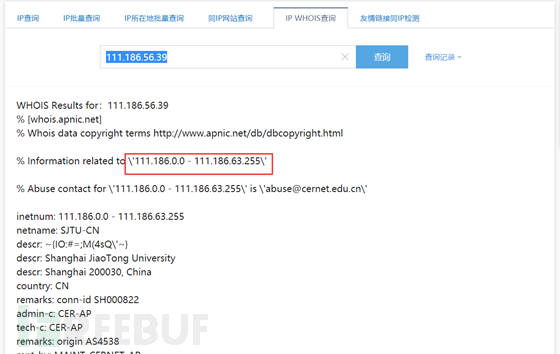 IP查询 IP批量查询 IP所在地批量查询 同IP网站查询 IP WHOIS查询 友情链接同IP检测
111.186.56.39 查询 查询记录
WHOIS Results for: 111.186.56.39
% [whois.apnic.net]
% Whois data copyright terms http://www.apnic.net/db/dbcopyright.html
% Information related to \'111.186.0.0 - 111.186.63.255\'
% Abuse contact for \'111.186.0.0 - 111.186.63.255\' is \'abuse@cernet.edu.cn\'
inetnum: 111.186.0.0 - 111.186.63.255
netname: SJTU-CN
descr: ~{IO:#=;M(4sQ\'~}
descr: Shanghai JiaoTong University
descr: Shanghai 200030, China
country: CN
remarks: conn-id SH000822
admin-c: CER-AP
tech-c: CER-AP
remarks: origin AS4538
REEBUF